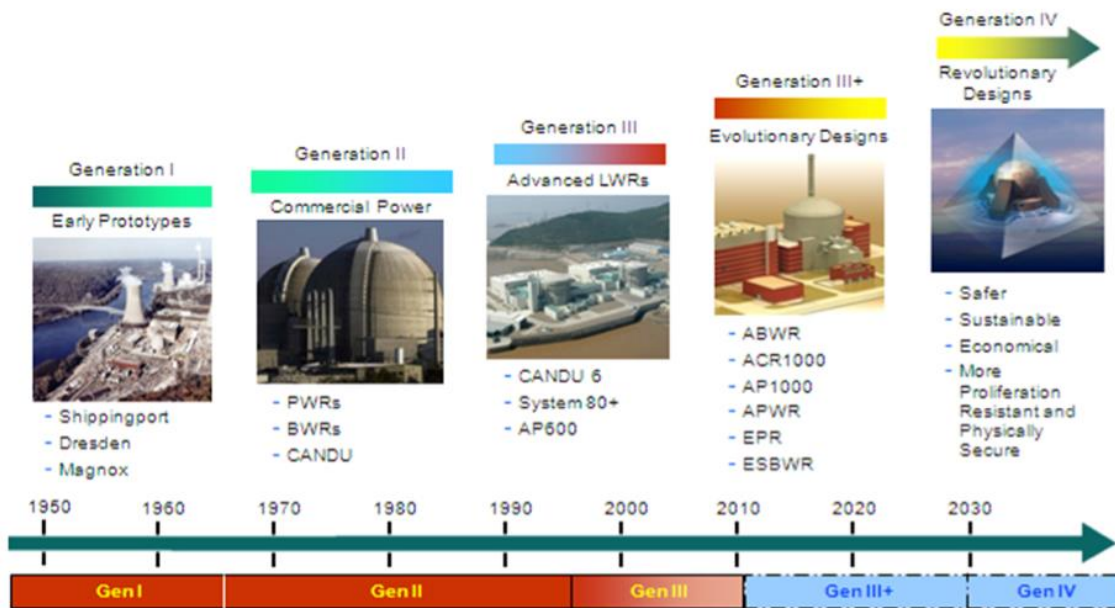 Generation I
Early Prototypes
- Shippingport
- Dresden
- Magnox
Generation II
Commercial Power
- PWRs
- BWRs
- CANDU
Generation III
Advanced LWRs
- CANDU 6
- System 80+
- AP600
Generation III+
Evolutionary Designs
- ABWR
- ACR1000
- AP1000
- APWR
- EPR
- ESBWR
Generation IV
Revolutionary
Designs
- Safer
- Sustainable
- Economical
- More
Proliferation
Resistant and
Physically
Secure
1950 1960 1970 1980 1990 2000 2010 2020 2030
Gen I Gen II Gen III Gen III+ Gen IV